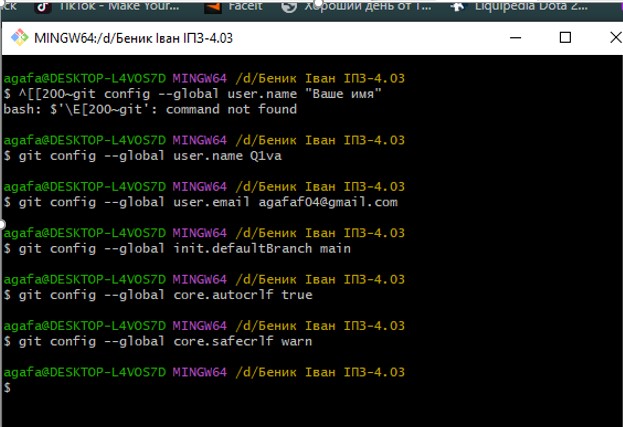 TikTok - Make Your...
Faceit
Хороший день от Т...
Liquipedia Dota 2...
MINGW64:/d/Беник Іван ІПЗ-4.03
agafa@DESKTOP-L4VOS7D MINGW64 /d/Беник Іван ІПЗ-4.03
$ ^[[200~git config --global user.name "Ваше имя"
bash: $'\E[200~git': command not found
agafa@DESKTOP-L4VOS7D MINGW64 /d/Беник Іван ІПЗ-4.03
$ git config --global user.name Q1va
agafa@DESKTOP-L4VOS7D MINGW64 /d/Беник Іван ІПЗ-4.03
$ git config --global user.email agafaf04@gmail.com
agafa@DESKTOP-L4VOS7D MINGW64 /d/Беник Іван ІПЗ-4.03
$ git config --global init.defaultBranch main
agafa@DESKTOP-L4VOS7D MINGW64 /d/Беник Іван ІПЗ-4.03
$ git config --global core.autocrlf true
agafa@DESKTOP-L4VOS7D MINGW64 /d/Беник Іван ІПЗ-4.03
$ git config --global core.safecrlf warn
agafa@DESKTOP-L4VOS7D MINGW64 /d/Беник Іван ІПЗ-4.03
$